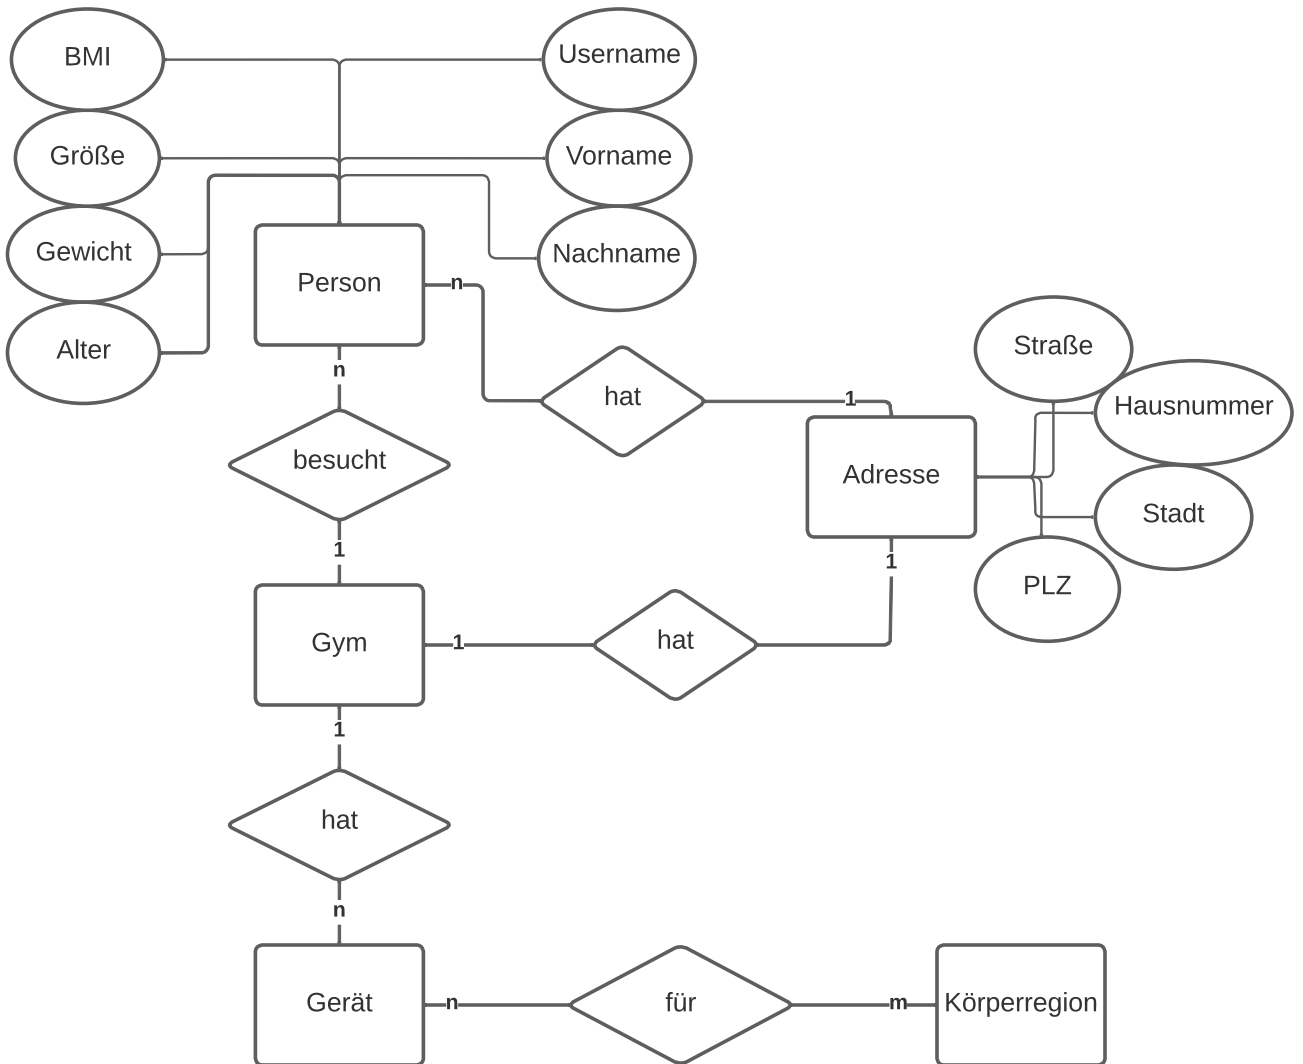 BMI
Username
Größe
Vorname
Gewicht
Nachname
Person
n
Alter
n
hat
1
Straße
Hausnummer
besucht
Adresse
Stadt
1
1
PLZ
Gym
1
hat
1
hat
n
Gerät
n
für
m
Körperregion